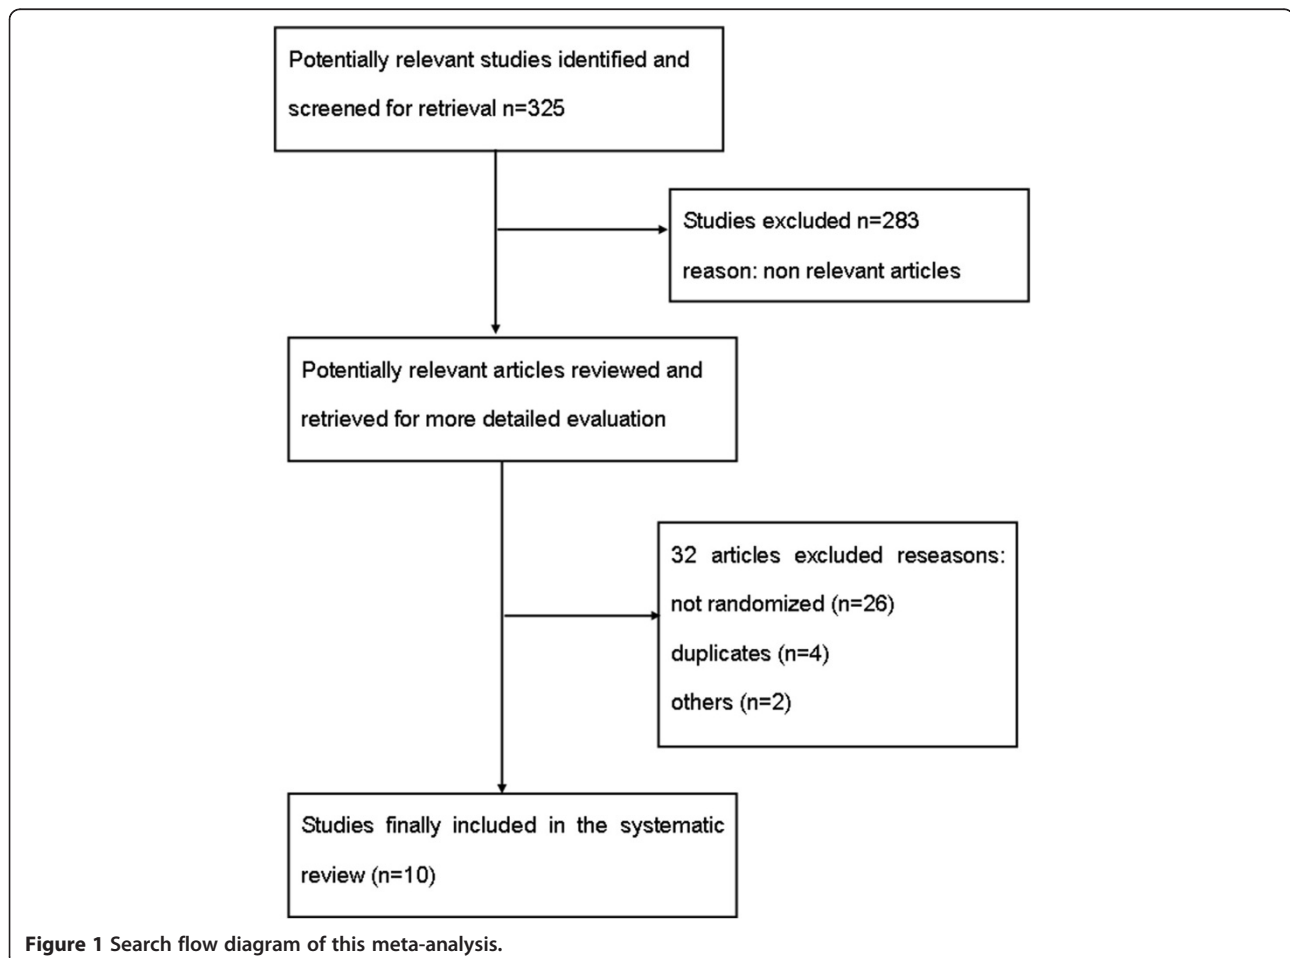 Potentially relevant studies identified and
screened for retrieval n=325
Studies excluded n=283
reason: non relevant articles
Potentially relevant articles reviewed and
retrieved for more detailed evaluation
32 articles excluded reseasons:
not randomized (n=26)
duplicates (n=4)
others (n=2)
Studies finally included in the systematic
review (n=10)
Figure 1 Search flow diagram of this meta-analysis.